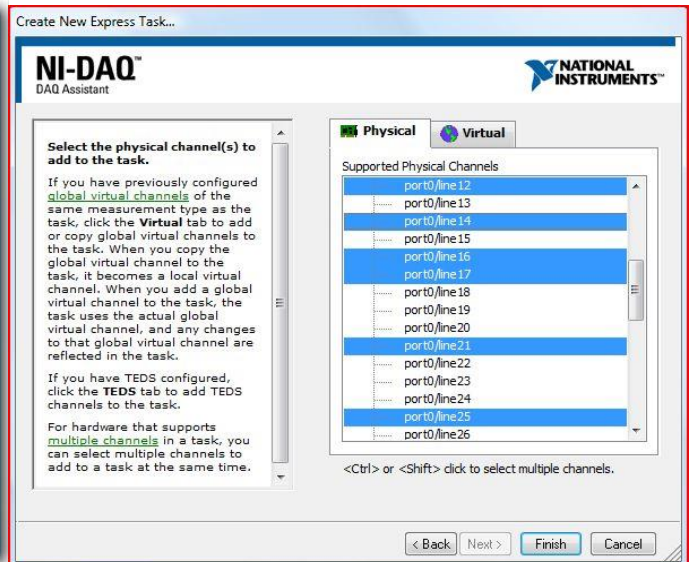 Create New Express Task...
NI-DAQ™
DAQ Assistant
NATIONAL
INSTRUMENTS™
Select the physical channel(s) to
add to the task.
If you have previously configured
global virtual channels of the
same measurement type as the
task, click the Virtual tab to add
or copy global virtual channels to
the task. When you copy the
global virtual channel to the
task, it becomes a local virtual
channel. When you add a global
virtual channel to the task, the
task uses the actual global
virtual channel, and any changes
to that global virtual channel are
reflected in the task.
If you have TEDS configured,
click the TEDS tab to add TEDS
channels to the task.
For hardware that supports
multiple channels in a task, you
can select multiple channels to
add to a task at the same time.
Physical
Virtual
Supported Physical Channels
port0/line12
port0/line13
port0/line14
port0/line15
port0/line16
port0/line17
port0/line18
port0/line19
port0/line20
port0/line21
port0/line22
port0/line23
port0/line24
port0/line25
port0/line26
<Ctrl> or <Shift> click to select multiple channels.
< Back
Next >
Finish
Cancel